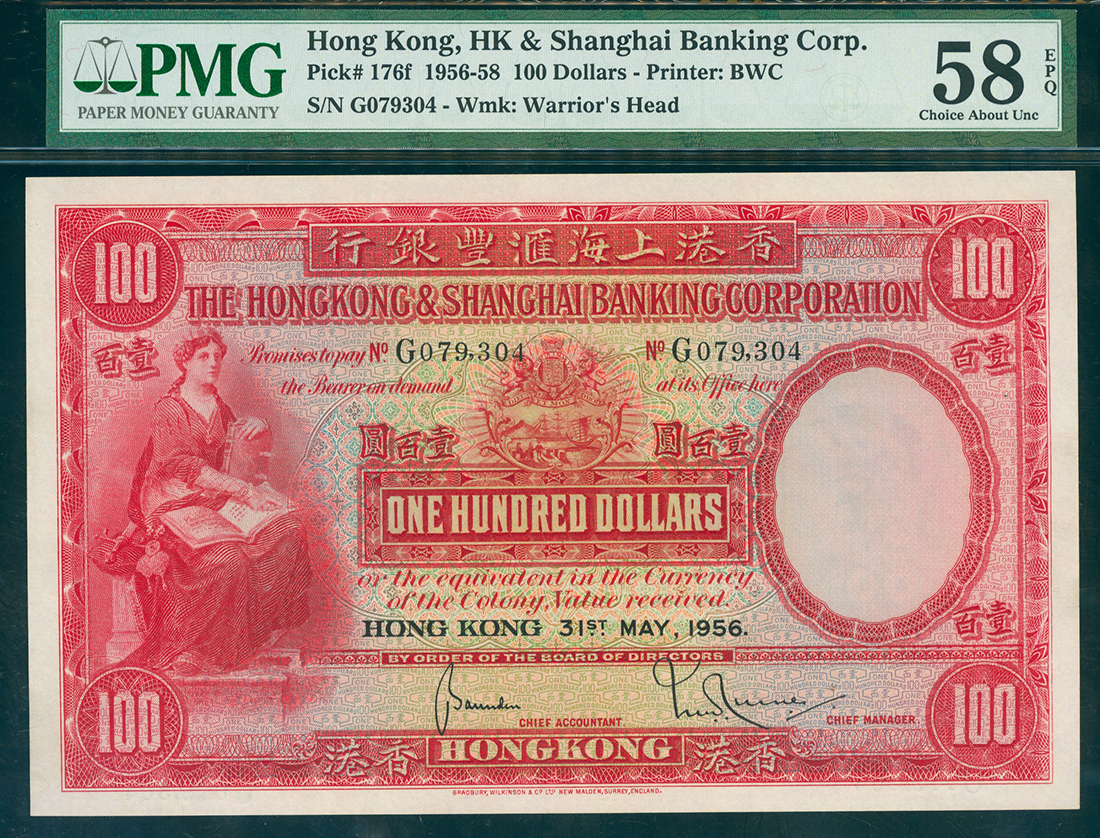 PMG
PAPER MONEY GUARANTY
Hong Kong, HK & Shanghai Banking Corp.
Pick# 176f 1956-58 100 Dollars - Printer: BWC
S/N G079304 - Wmk: Warrior's Head
58
EPQ
Choice About Unc
100
行銀豐滙海上港香
100
THE HONGKONG & SHANGHAI BANKING CORPORATION
百壹
Promises to pay Nº G079,304
Nº G079,304
百壹
the Bearer on demand
at its Office here
圓百壹
圓百壹
ONE HUNDRED DOLLARS
or the equivalent in the Currency
of the Colony, Value received.
百壹
HONG KONG 31ST MAY, 1956.
BY ORDER OF THE BOARD OF DIRECTORS
CHIEF ACCOUNTANT.
CHIEF MANAGER.
100
港香
HONGKONG
港香
100
BRADBURY, WILKINSON & Cº LTD NEW MALDEN, SURREY, ENGLAND.